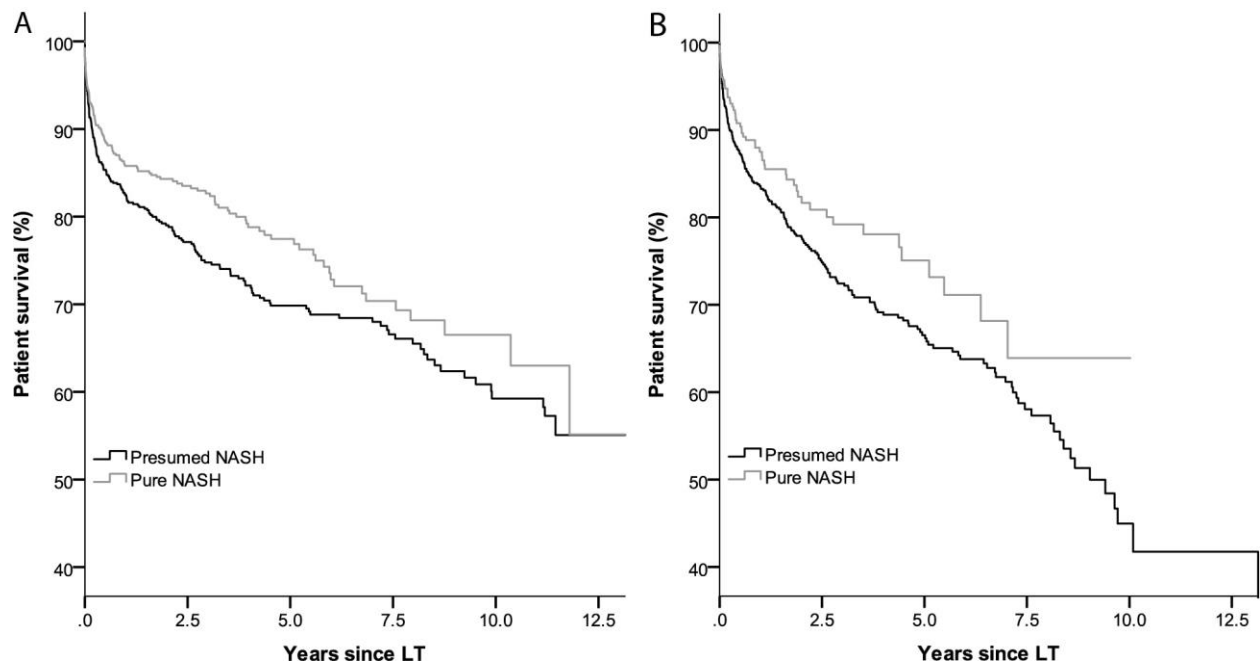 A
Patient survival (%)
100
90
80
70
60
50
40
Presumed NASH
Pure NASH
.0 2.5 5.0 7.5 10.0 12.5
Years since LT
B
Patient survival (%)
100
90
80
70
60
50
40
Presumed NASH
Pure NASH
.0 2.5 5.0 7.5 10.0 12.5
Years since LT